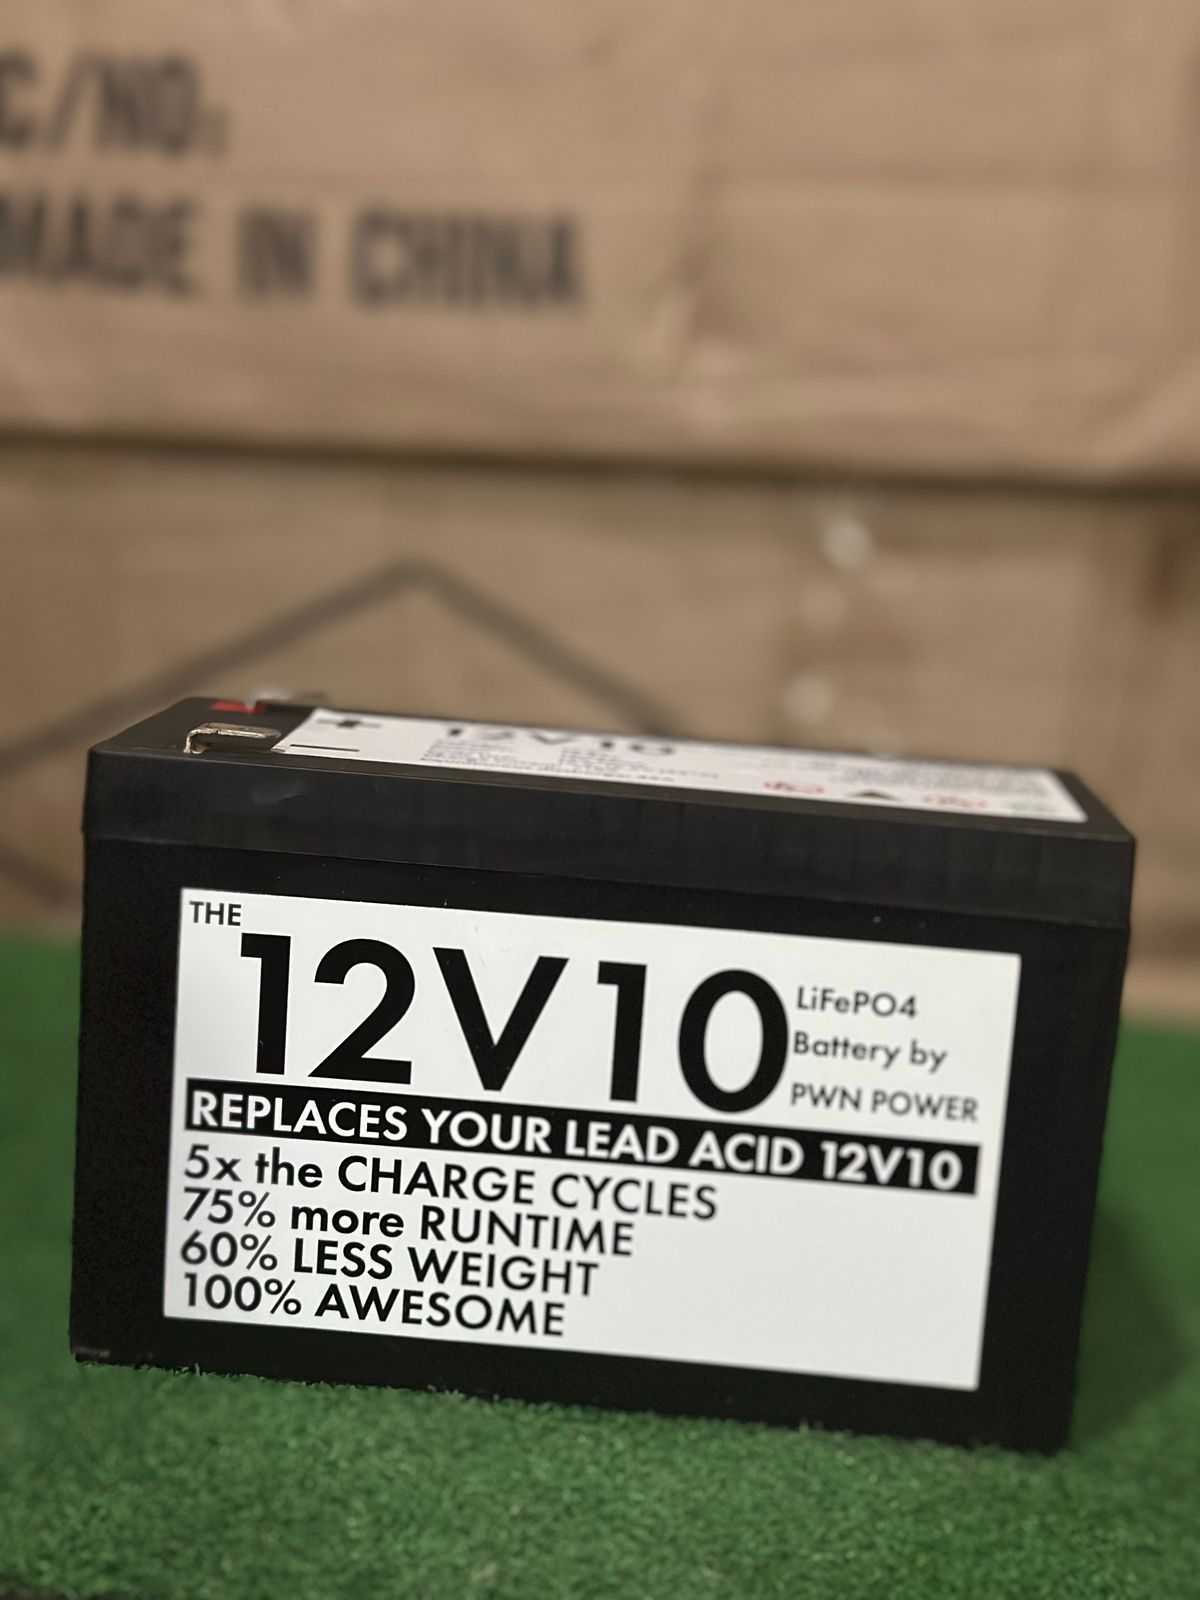 C/NO:
MADE IN CHINA
12V10
THE
12V10
LiFePO4
Battery by
PWN POWER
REPLACES YOUR LEAD ACID 12V10
5x the CHARGE CYCLES
75% more RUNTIME
60% LESS WEIGHT
100% AWESOME